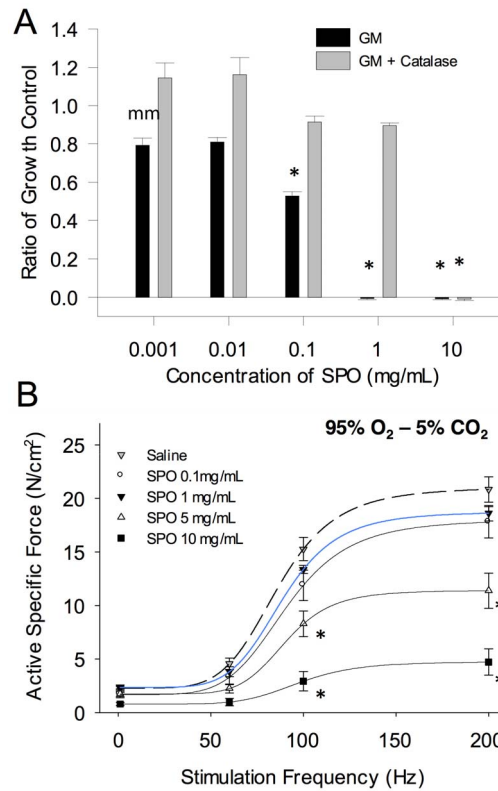 A
GM
GM + Catalase
mm
*
*
* *
Ratio of Growth Control
1.4
1.2
1.0
0.8
0.6
0.4
0.2
0.0
0.001 0.01 0.1 1 10
Concentration of SPO (mg/mL)
B
95% O₂ – 5% CO₂
Saline
SPO 0.1mg/mL
SPO 1 mg/mL
SPO 5 mg/mL
SPO 10 mg/mL
Active Specific Force (N/cm²)
25
20
15
10
5
0
*
*
*
*
0 50 100 150 200
Stimulation Frequency (Hz)